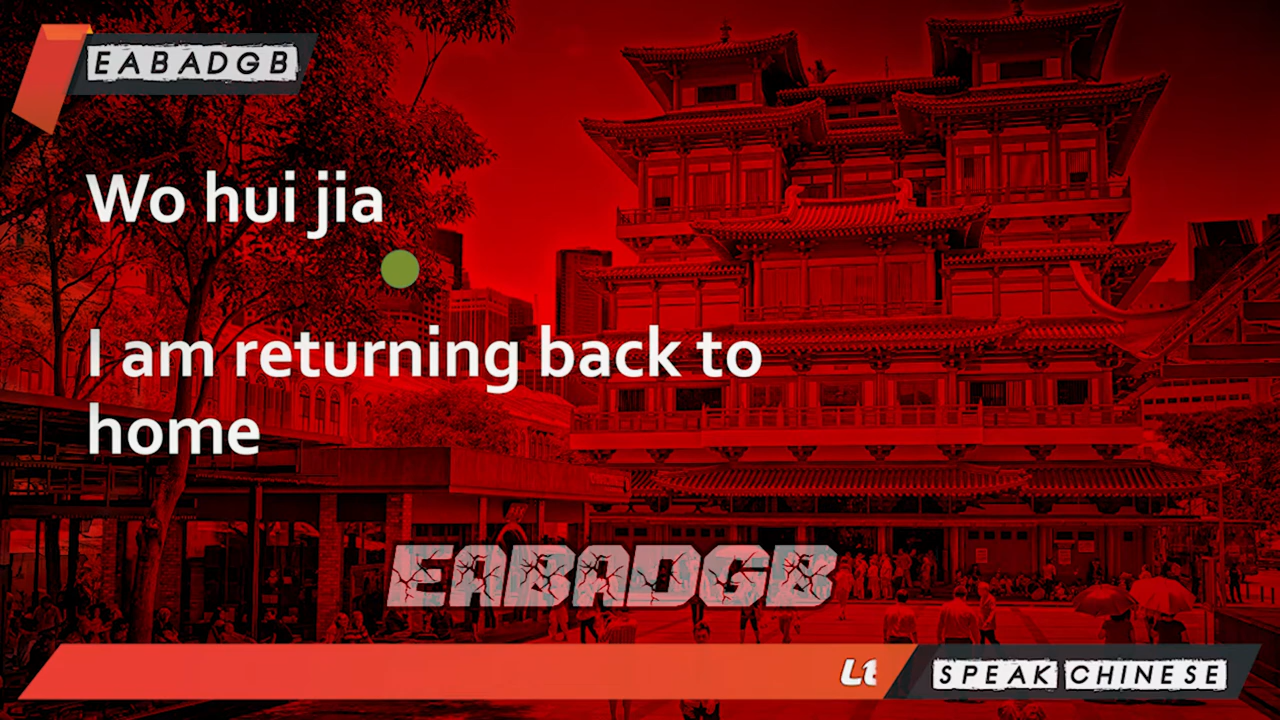 EABADGB
Wo hui jia
I am returning back to
home
EABADGB
SPEAK CHINESE